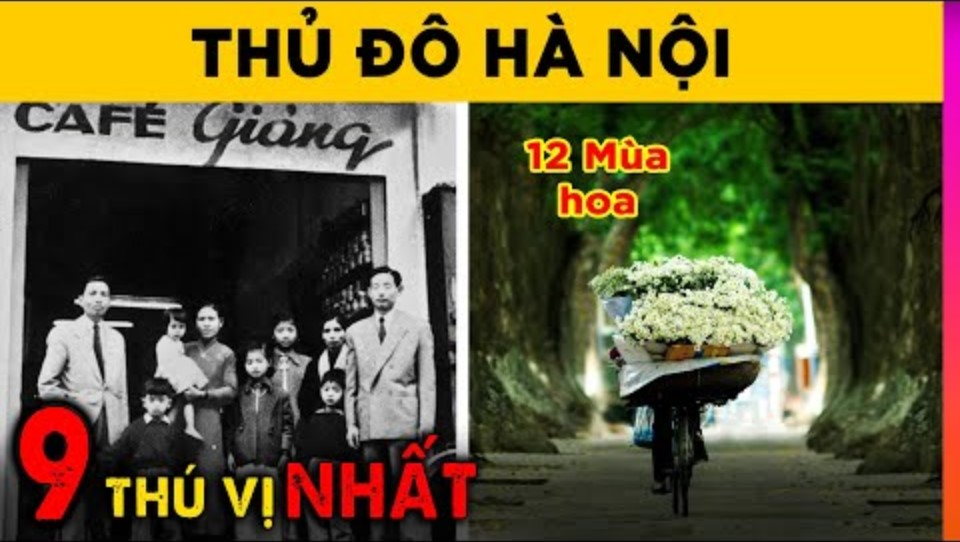 THỦ ĐÔ HÀ NỘI
CAFÉ Giảng
12 Mùa
hoa
9 THÚ VỊ NHẤT